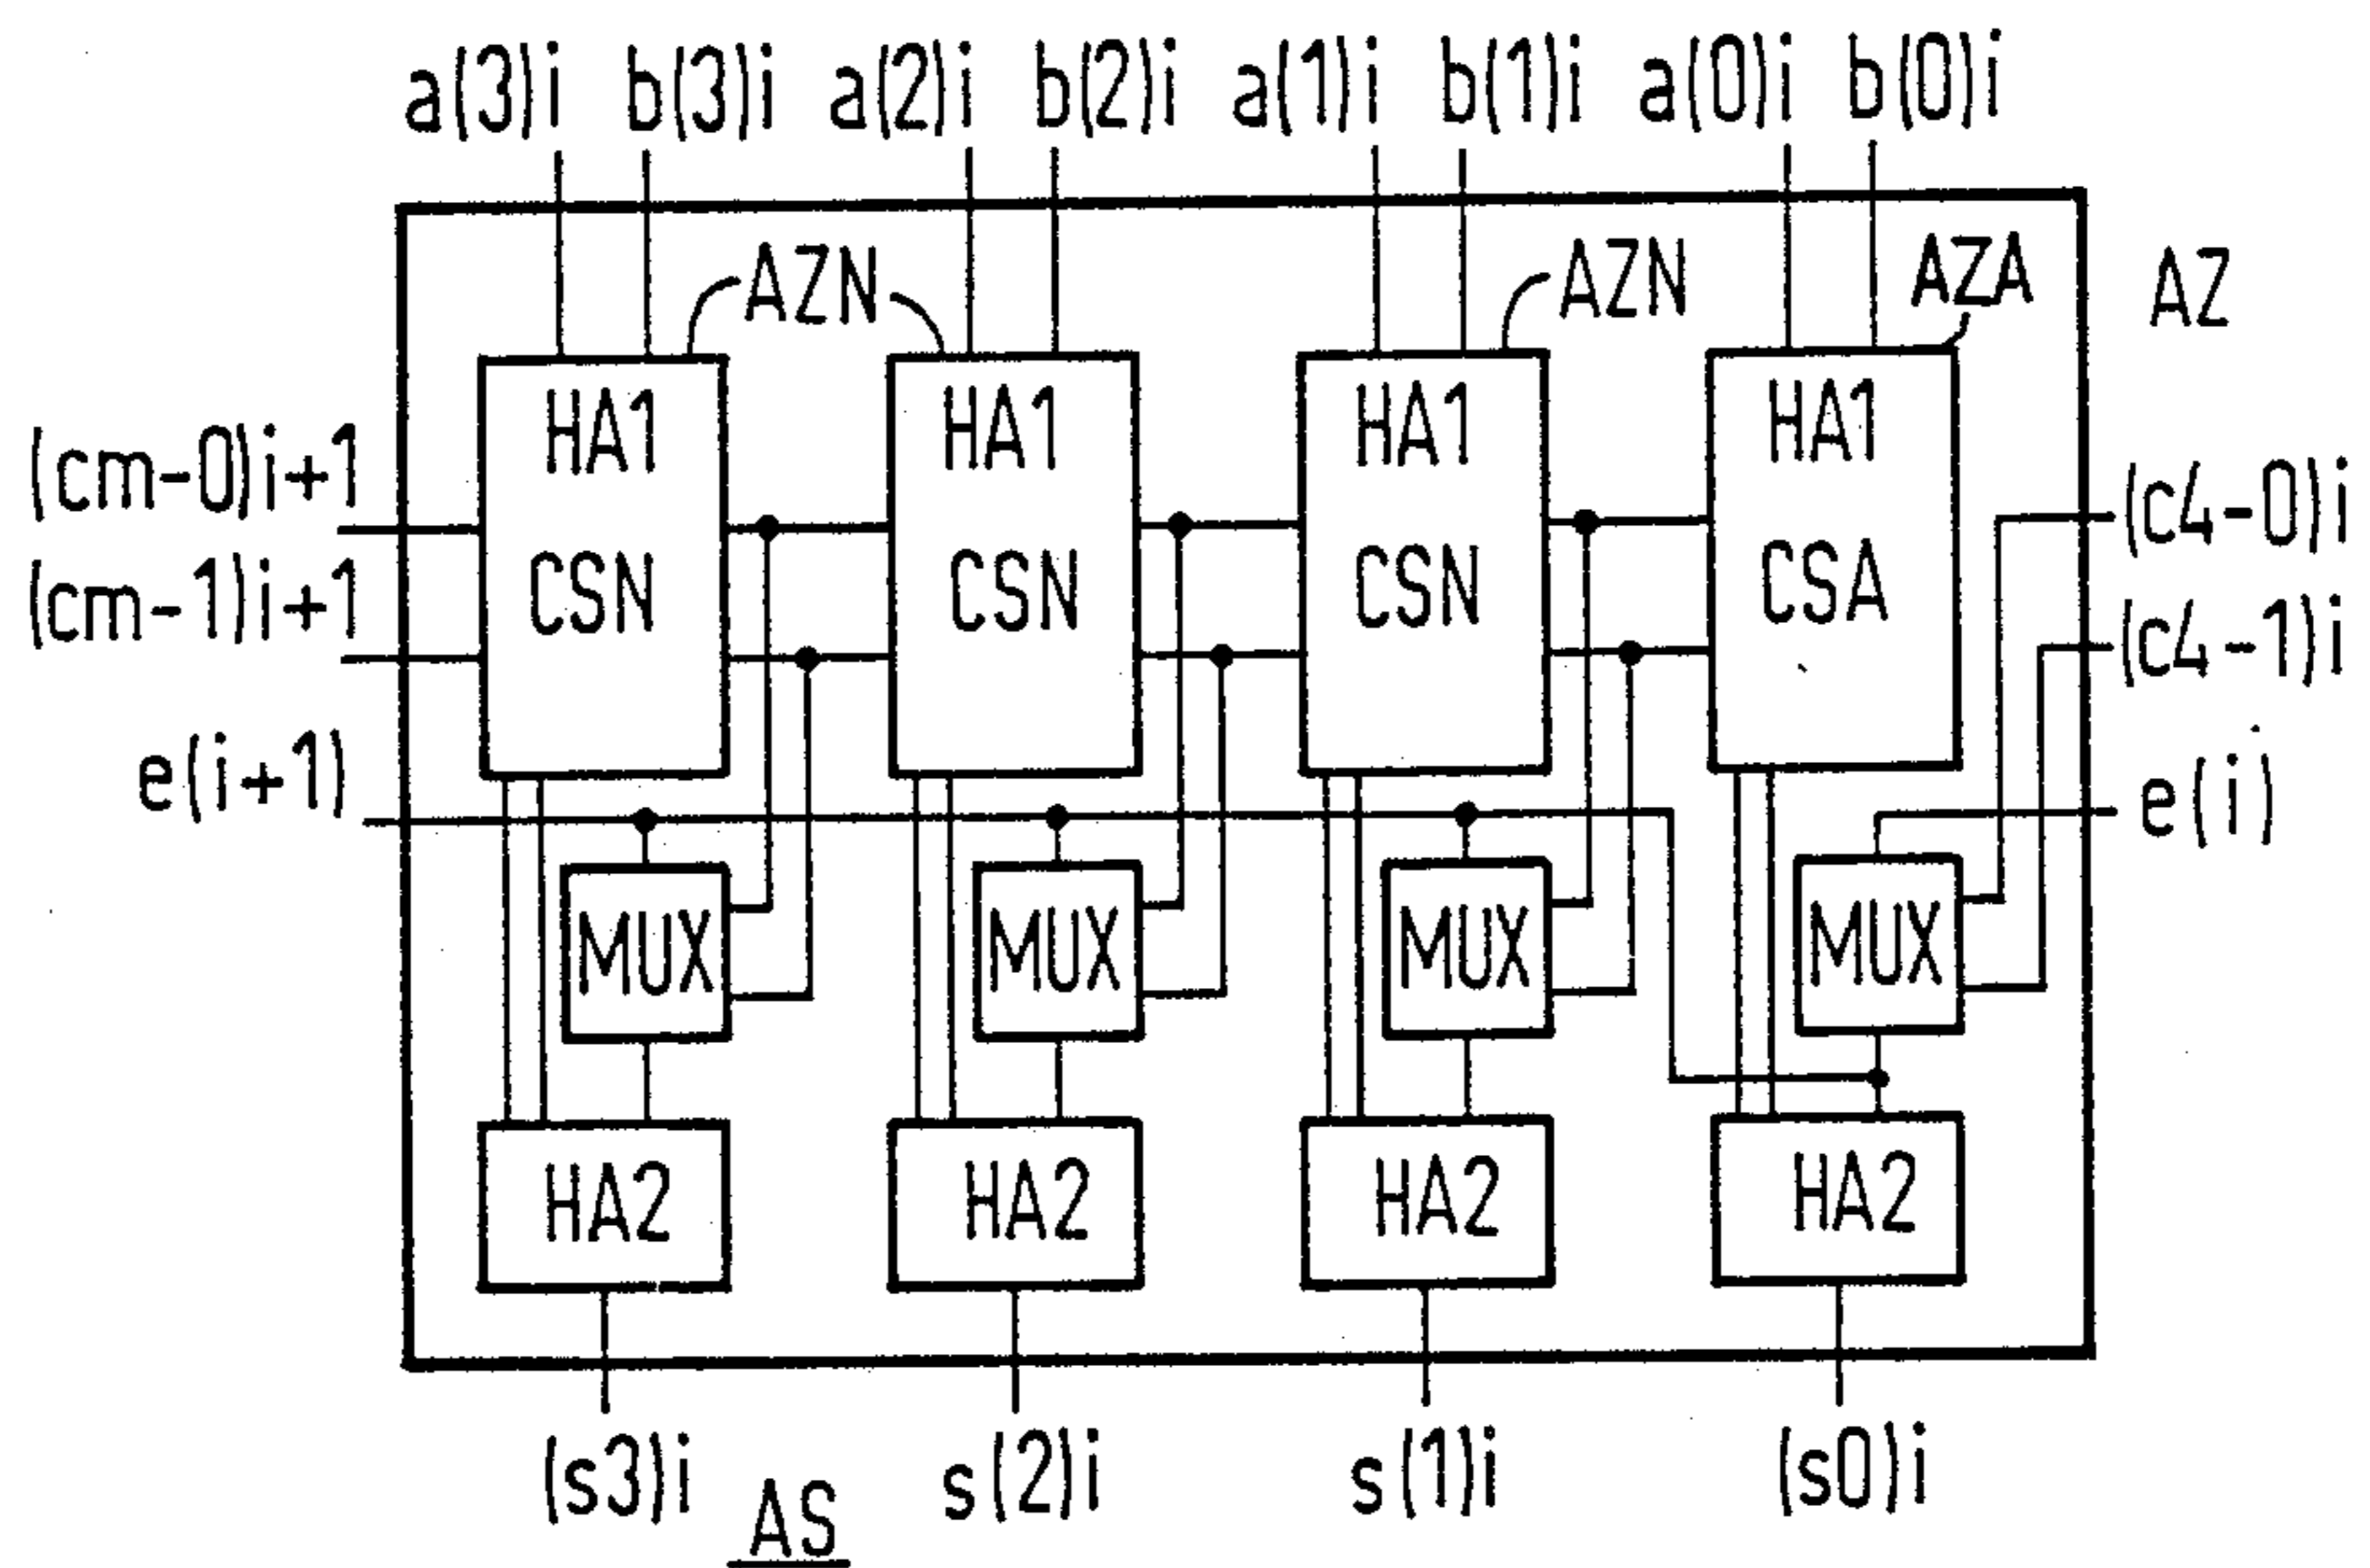 a(3)i b(3)i a(2)i b(2)i a(1)i b(1)i a(0)i b(0)i
AZN AZN AZA AZ
HA1 HA1 HA1 HA1
(cm-0)i+1 (c4-0)i
CSN CSN CSN CSA
(cm-1)i+1 (c4-1)i
e(i+1) e(i)
MUX MUX MUX MUX
HA2 HA2 HA2 HA2
(s3)i s(2)i s(1)i (s0)i
AS